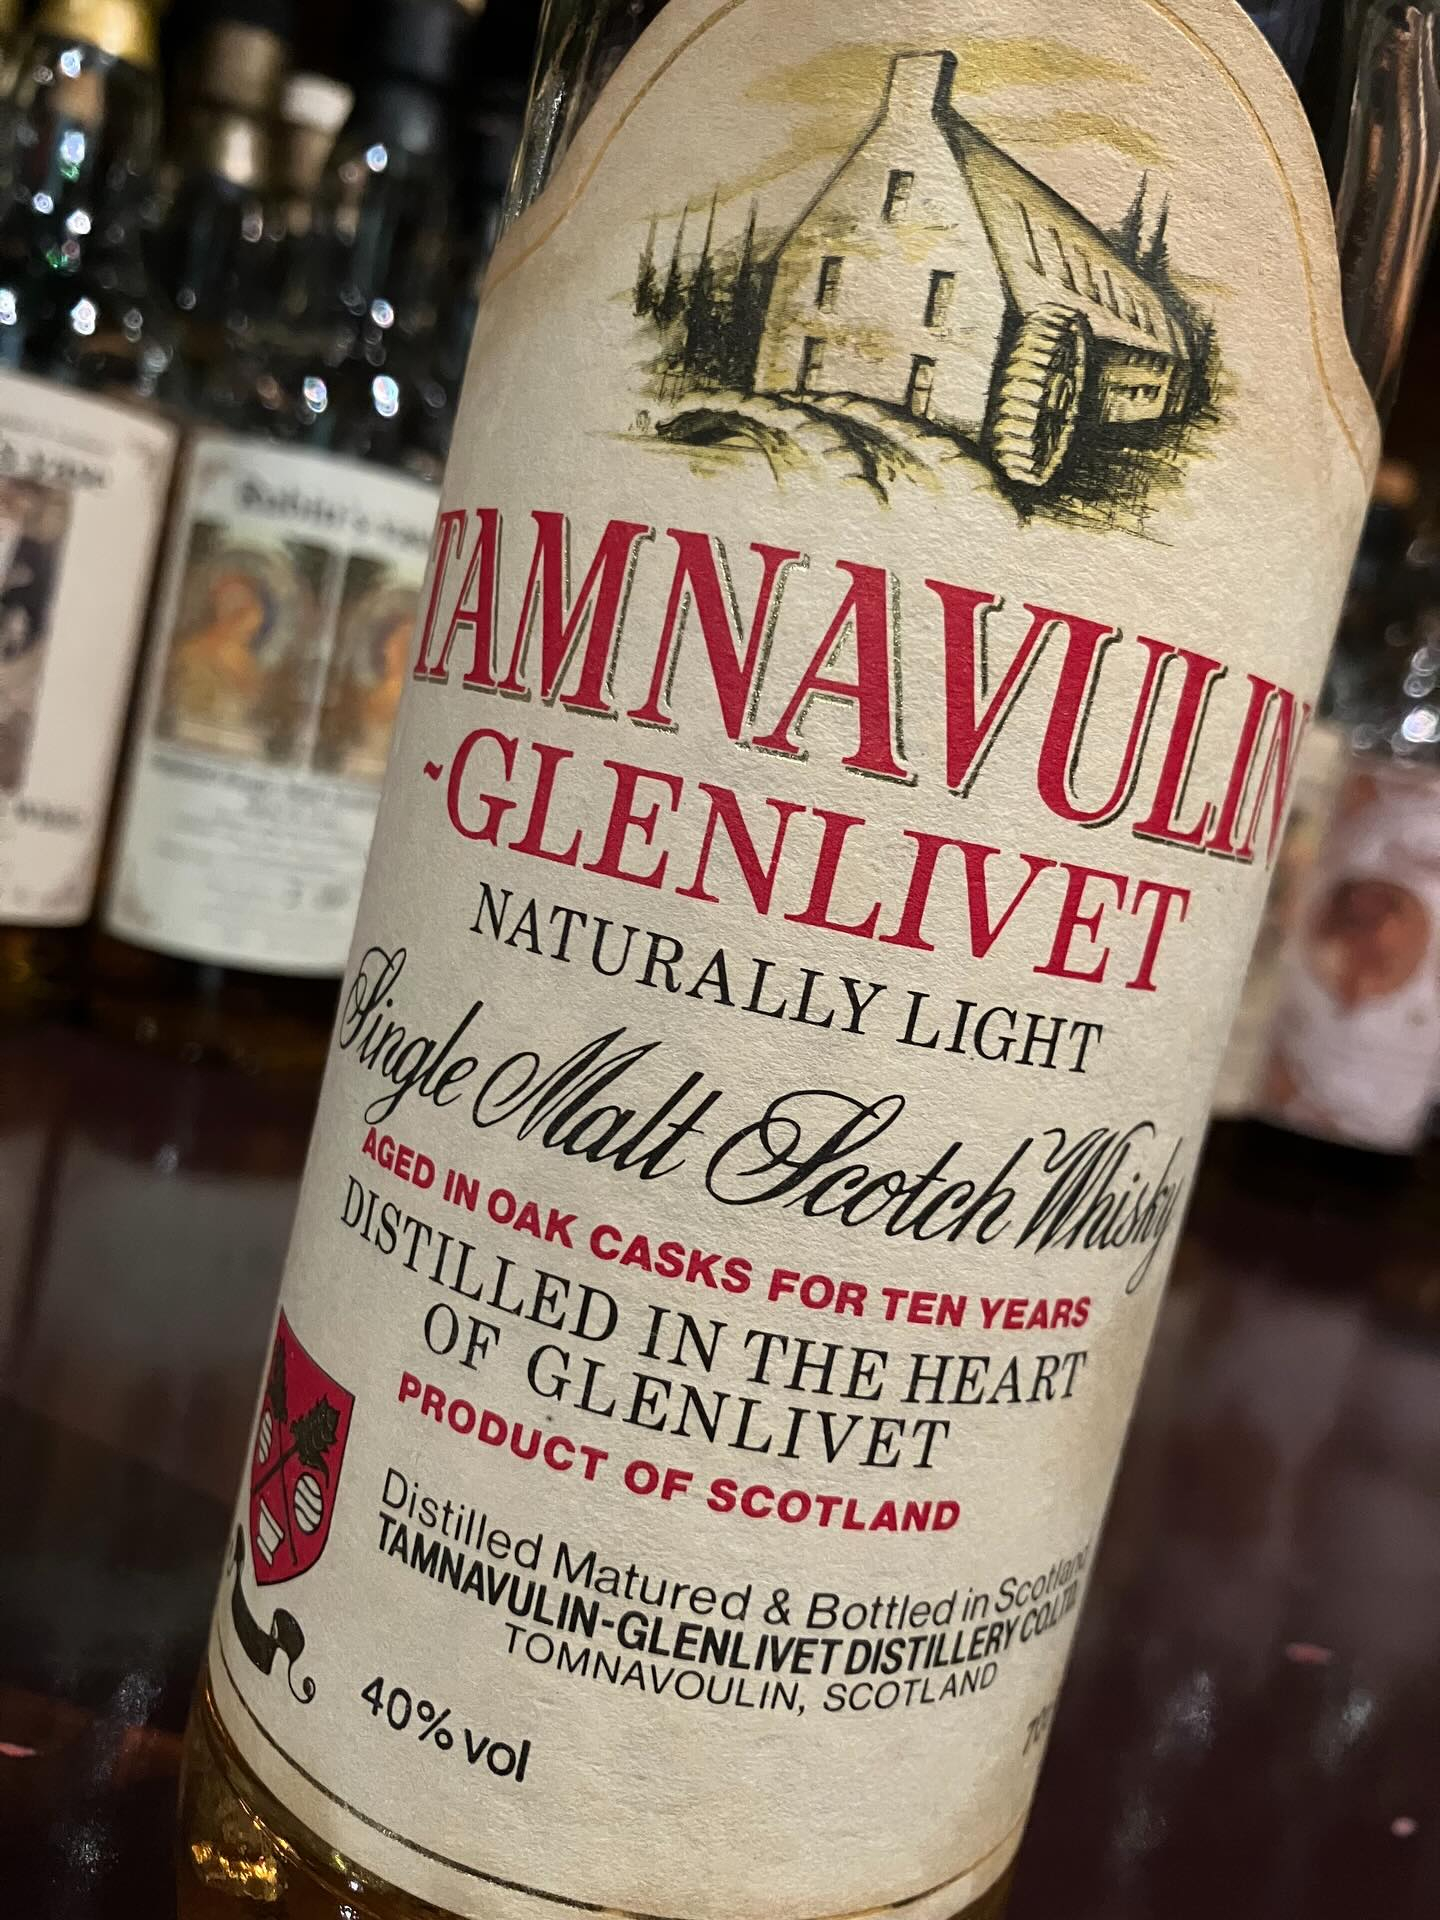 TAMNAVULIN
-GLENLIVET
NATURALLY LIGHT
Single Malt Scotch Whisky
AGED IN OAK CASKS FOR TEN YEARS
DISTILLED IN THE HEART
OF GLENLIVET
PRODUCT OF SCOTLAND
Distilled Matured & Bottled in Scotland
TAMNAVULIN-GLENLIVET DISTILLERY CO.LTD.
TOMNAVOULIN, SCOTLAND
40% vol